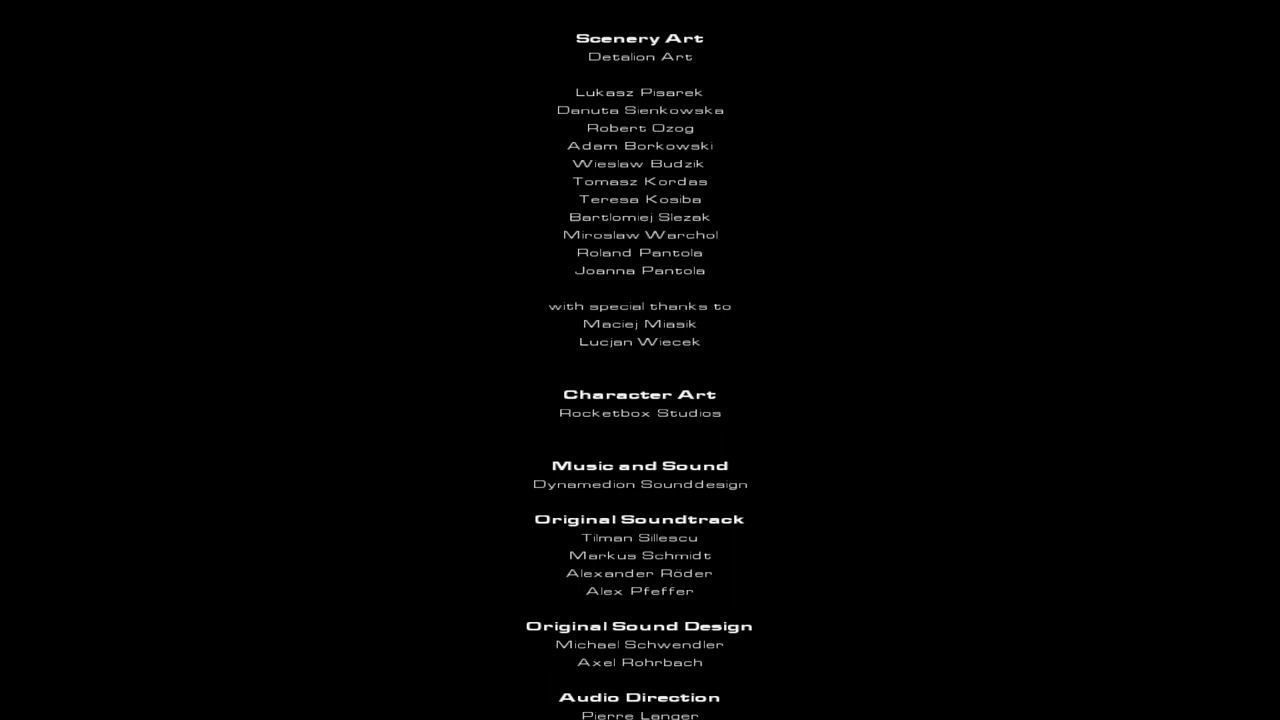 Scenery Art
Detalion Art
Lukasz Pisarek
Danuta Sienkowska
Robert Ozog
Adam Borkowski
Wieslaw Budzik
Tomasz Kordas
Teresa Kosiba
Bartlomiej Slezak
Miroslaw Warchol
Roland Pantola
Joanna Pantola
with special thanks to
Maciej Miasik
Lucjan Wiecek
Character Art
Rocketbox Studios
Music and Sound
Dynamedion Sounddesign
Original Soundtrack
Tilman Sillescu
Markus Schmidt
Alexander Röder
Alex Pfeffer
Original Sound Design
Michael Schwendler
Axel Rohrbach
Audio Direction
Pierre Langer